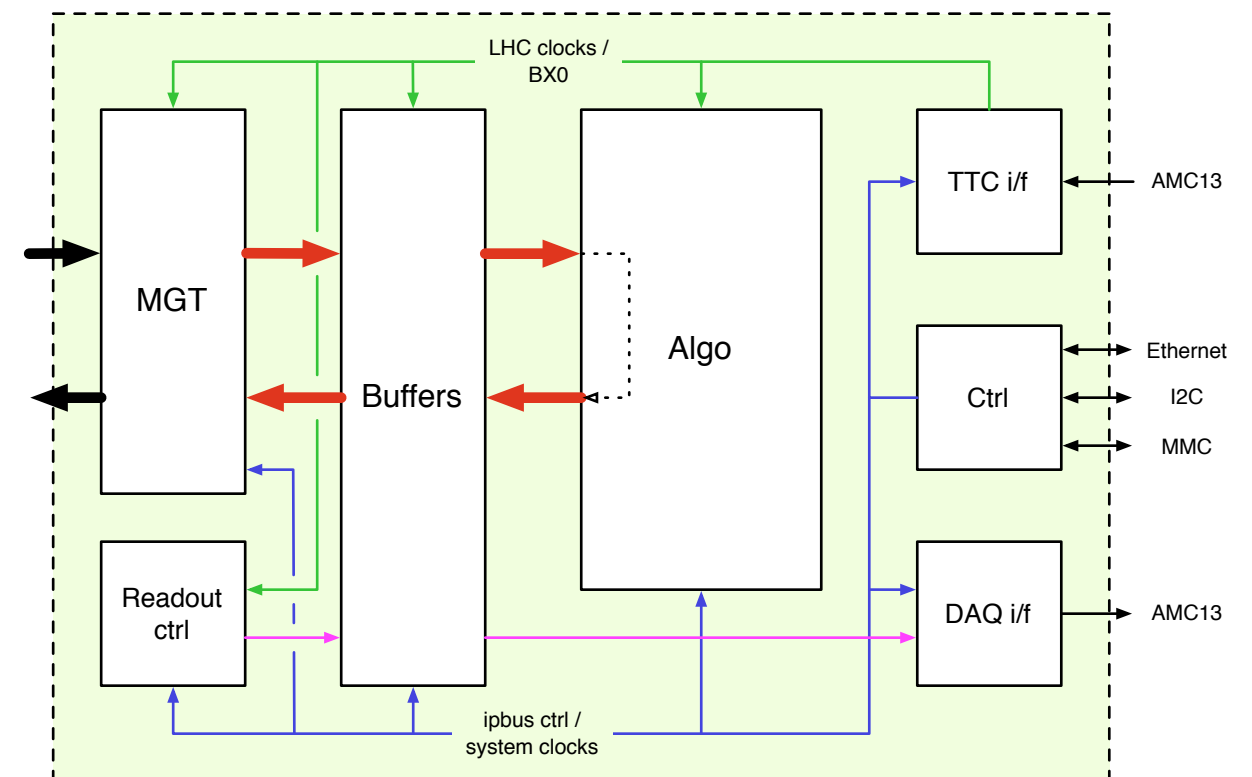 LHC clocks /
BX0
TTC i/f
AMC13
MGT
Algo
Ethernet
Buffers
Ctrl
I2C
MMC
Readout
ctrl
DAQ i/f
AMC13
ipbus ctrl /
system clocks